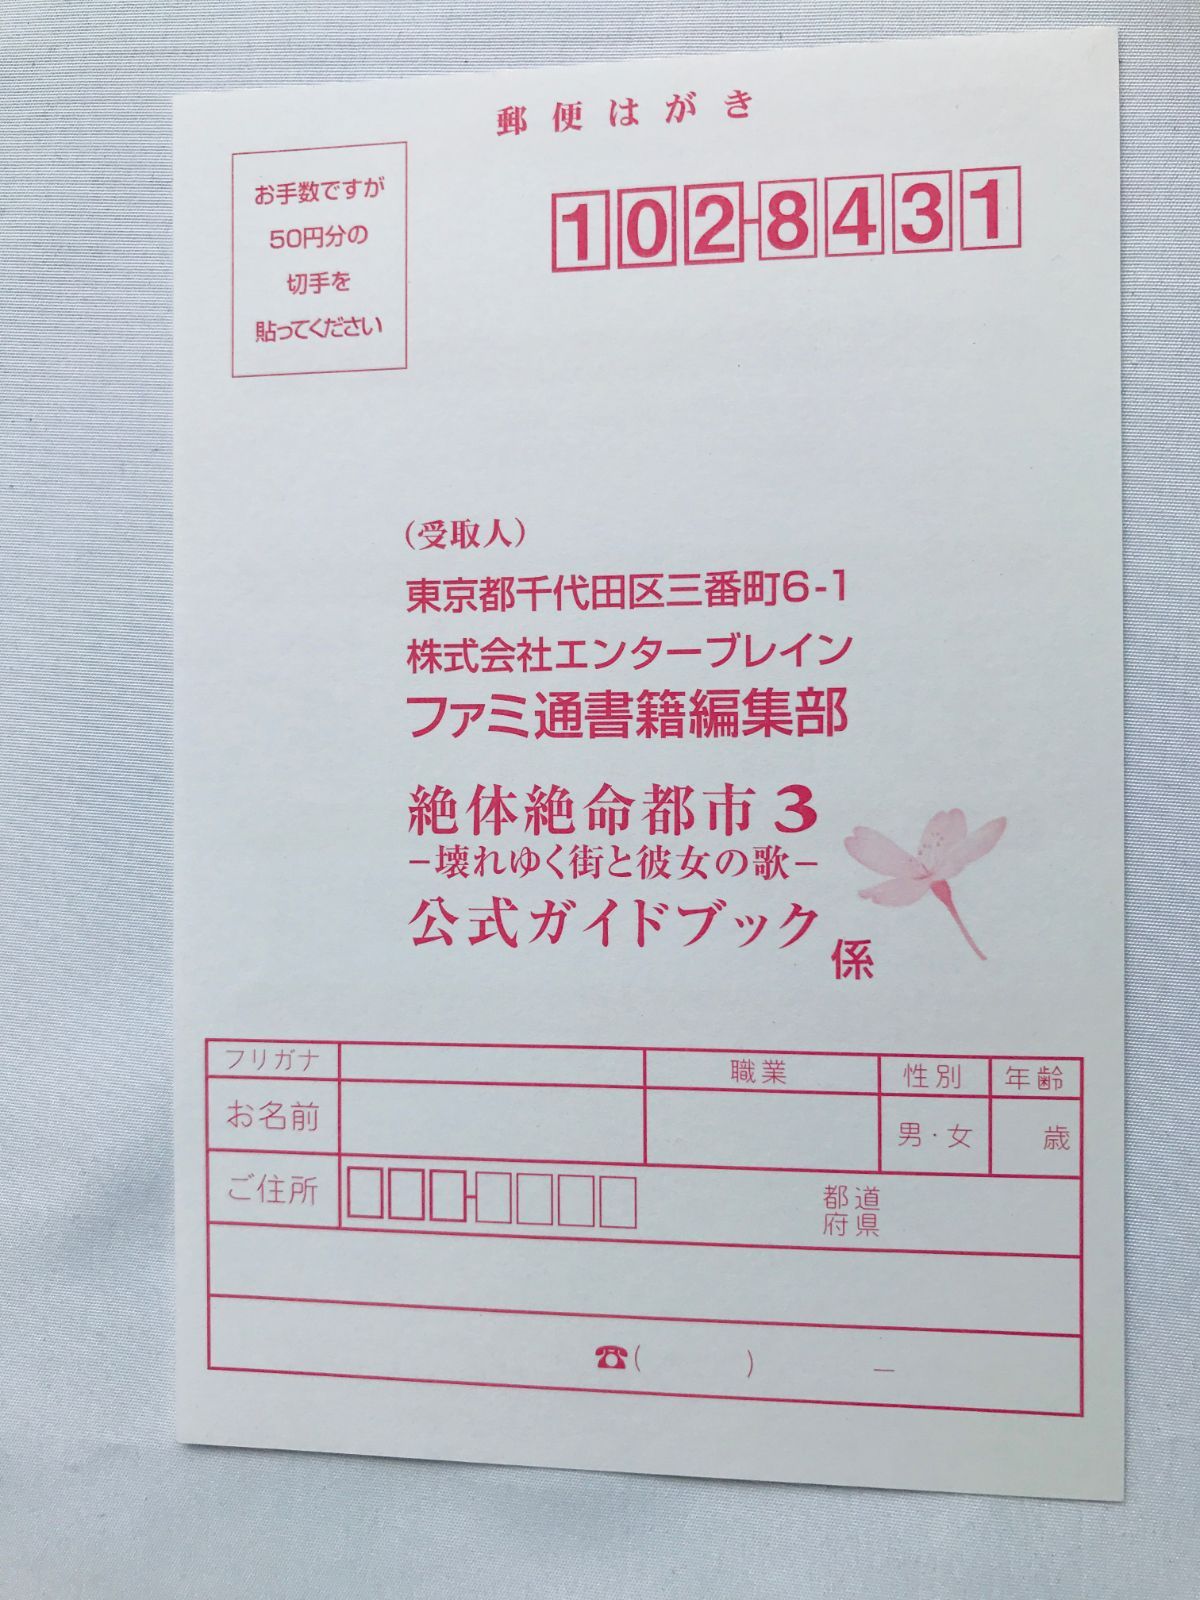 郵便はがき
お手数ですが
50円分の
切手を
貼ってください
102-8431
（受取人）
東京都千代田区三番町6-1
株式会社エンターブレイン
ファミ通書籍編集部
絶体絶命都市3
−壊れゆく街と彼女の歌−
公式ガイドブック 係
フリガナ 職業 性別 年齢
お名前 男・女 歳
ご住所 都道
府県
☎( ) −